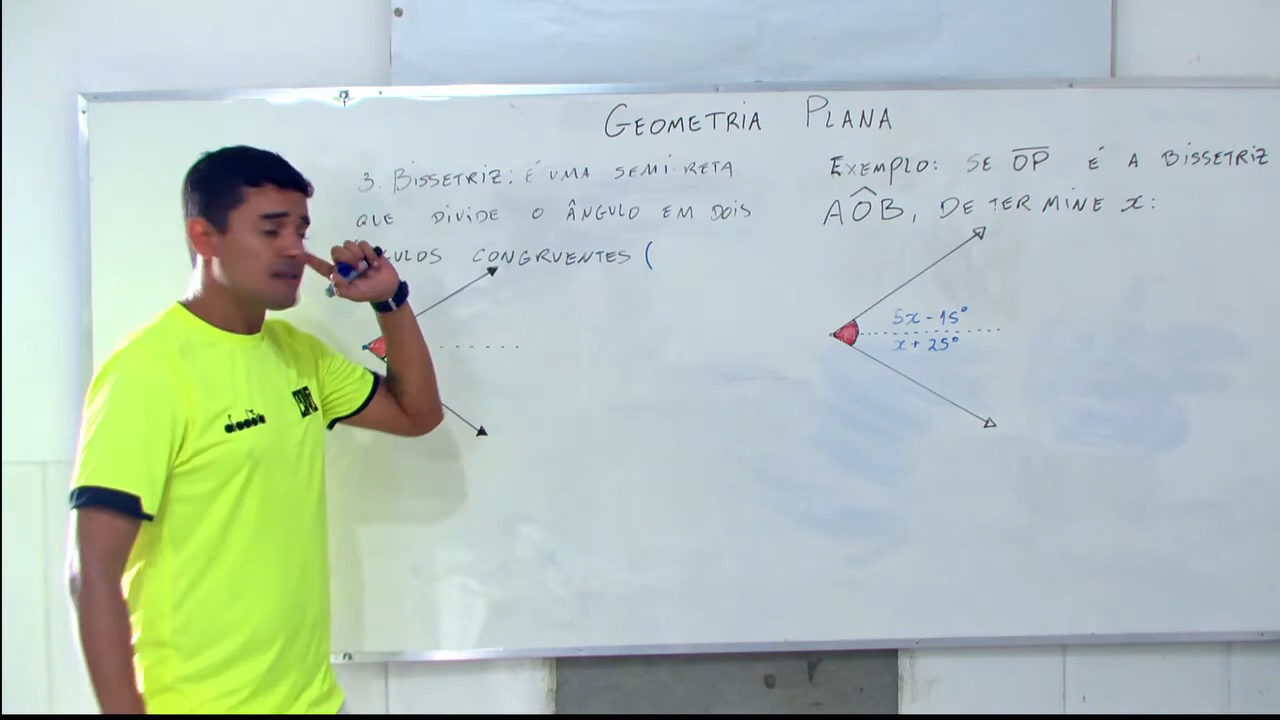 GEOMETRIA PLANA
3. BISSETRIZ: É UMA SEMI-RETA
QUE DIVIDE O ÂNGULO EM DOIS
CONGRUENTES (
EXEMPLO: SE O͞P͞ É A BISSETRIZ
AÔB, DETERMINE x:
5x - 15°
x + 25°
diadora